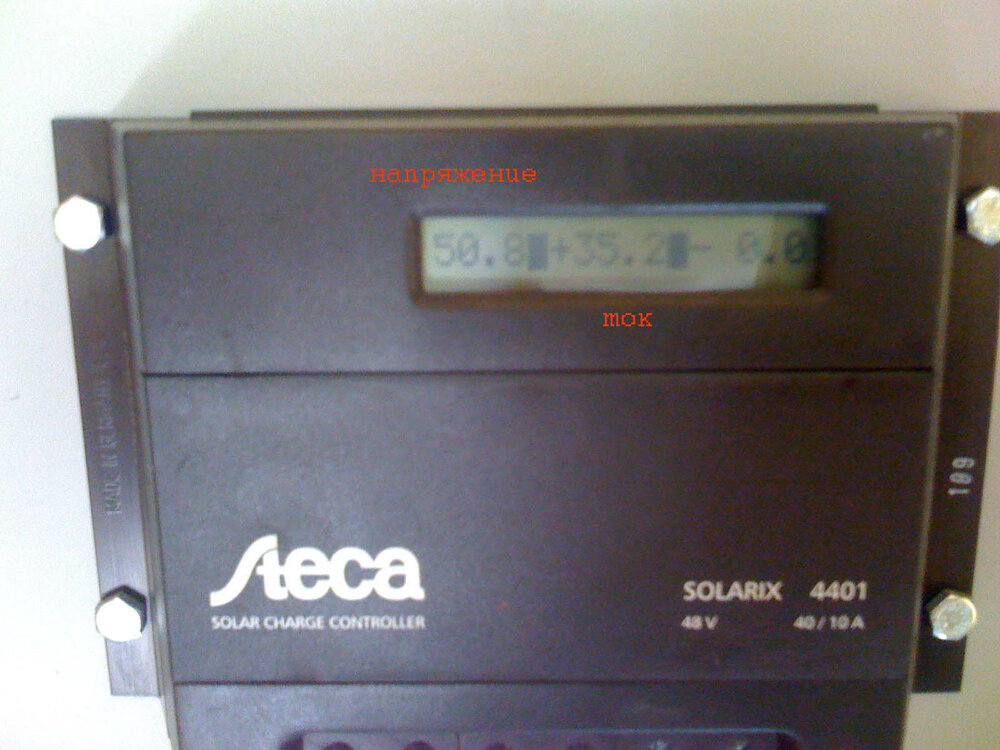 напряжение
50.8█+35.2█- 0.0
ток
109
Steca
SOLAR CHARGE CONTROLLER
SOLARIX 4401
48 V 40 / 10 A